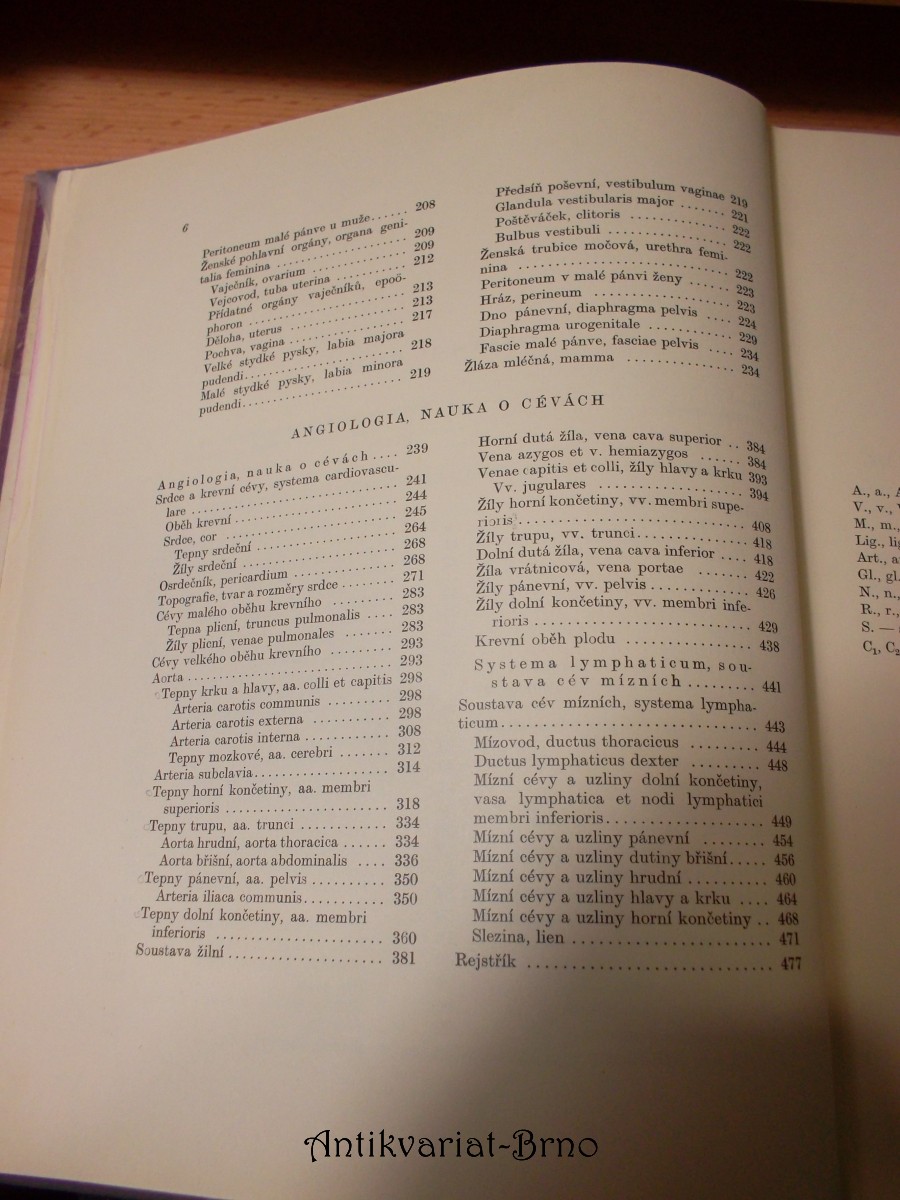 6
Peritoneum malé pánve u muže...... 208
Ženské pohlavní orgány, organa geni-
talia feminina .................... 209
Vaječník, ovarium .............. 209
Vejcovod, tuba uterina ........... 212
Přídatné orgány vaječníků, epoö-
phoron ....................... 213
Děloha, uterus ................. 213
Pochva, vagina .................. 217
Velké stydké pysky, labia majora
pudendi....................... 218
Malé stydké pysky, labia minora
pudendi....................... 219
Předsíň poševní, vestibulum vaginae 219
Glandula vestibularis major ....... 221
Poštěváček, clitoris .............. 222
Bulbus vestibuli ................. 222
Ženská trubice močová, urethra femi-
nina ......................... 222
Peritoneum v malé pánvi ženy ...... 223
Hráz, perineum ................. 223
Dno pánevní, diaphragma pelvis .... 224
Diaphragma urogenitale .......... 229
Fascie malé pánve, fasciae pelvis .... 234
Žláza mléčná, mamma ............. 234
ANGIOLOGIA, NAUKA O CÉVÁCH
Angiologia, nauka o cévách.... 239
Srdce a krevní cévy, systema cardiovascu-
lare ........................... 241
Oběh krevní ..................... 244
Srdce, cor ....................... 245
Tepny srdeční ................... 264
Žíly srdeční ..................... 268
Osrdečník, pericardium ............ 268
Topografie, tvar a rozměry srdce ....... 271
Cévy malého oběhu krevního ........ 283
Tepna plicní, truncus pulmonalis .... 283
Žíly plicní, venae pulmonales ....... 283
Cévy velkého oběhu krevního ........ 293
Aorta ........................... 293
Tepny krku a hlavy, aa. colli et capitis 298
Arteria carotis communis ......... 298
Arteria carotis externa ........... 298
Arteria carotis interna ............ 308
Tepny mozkové, aa. cerebri ....... 312
Arteria subclavia.................. 314
Tepny horní končetiny, aa. membri
superioris ...................... 318
Tepny trupu, aa. trunci ............ 334
Aorta hrudní, aorta thoracica ...... 334
Aorta břišní, aorta abdominalis .... 336
Tepny pánevní, aa. pelvis .......... 350
Arteria iliaca communis............ 350
Tepny dolní končetiny, aa. membri
inferioris ....................... 360
Soustava žilní ..................... 381
Horní dutá žíla, vena cava superior .. 384
Vena azygos et v. hemiazygos ...... 384
Venae capitis et colli, žíly hlavy a krku 393
Vv. jugulares .................. 394
Žíly horní končetiny, vv. membri supe-
rioris ......................... 408
Žíly trupu, vv. trunci.............. 418
Dolní dutá žíla, vena cava inferior .... 418
Žíla vrátnicová, vena portae ....... 422
Žíly pánevní, vv. pelvis ............ 426
Žíly dolní končetiny, vv. membri infe-
rioris ......................... 429
Krevní oběh plodu .............. 438
Systema lymphaticum, sou-
stava cév mízních ......... 441
Soustava cév mízních, systema lympha-
ticum............................ 443
Mízovod, ductus thoracicus ......... 444
Ductus lymphaticus dexter ......... 448
Mízní cévy a uzliny dolní končetiny,
vasa lymphatica et nodi lymphatici
membri inferioris.................. 449
Mízní cévy a uzliny pánevní ........ 454
Mízní cévy a uzliny dutiny břišní..... 456
Mízní cévy a uzliny hrudní .......... 460
Mízní cévy a uzliny hlavy a krku .... 464
Mízní cévy a uzliny horní končetiny .. 468
Slezina, lien ...................... 471
Rejstřík .......................... 477
A., a.,
V., v.,
M., m.,
Lig.,
Art.,
Gl., gl.
N., n.,
R., r.,
S. —
C₁, C₂
Antikvariat-Brno